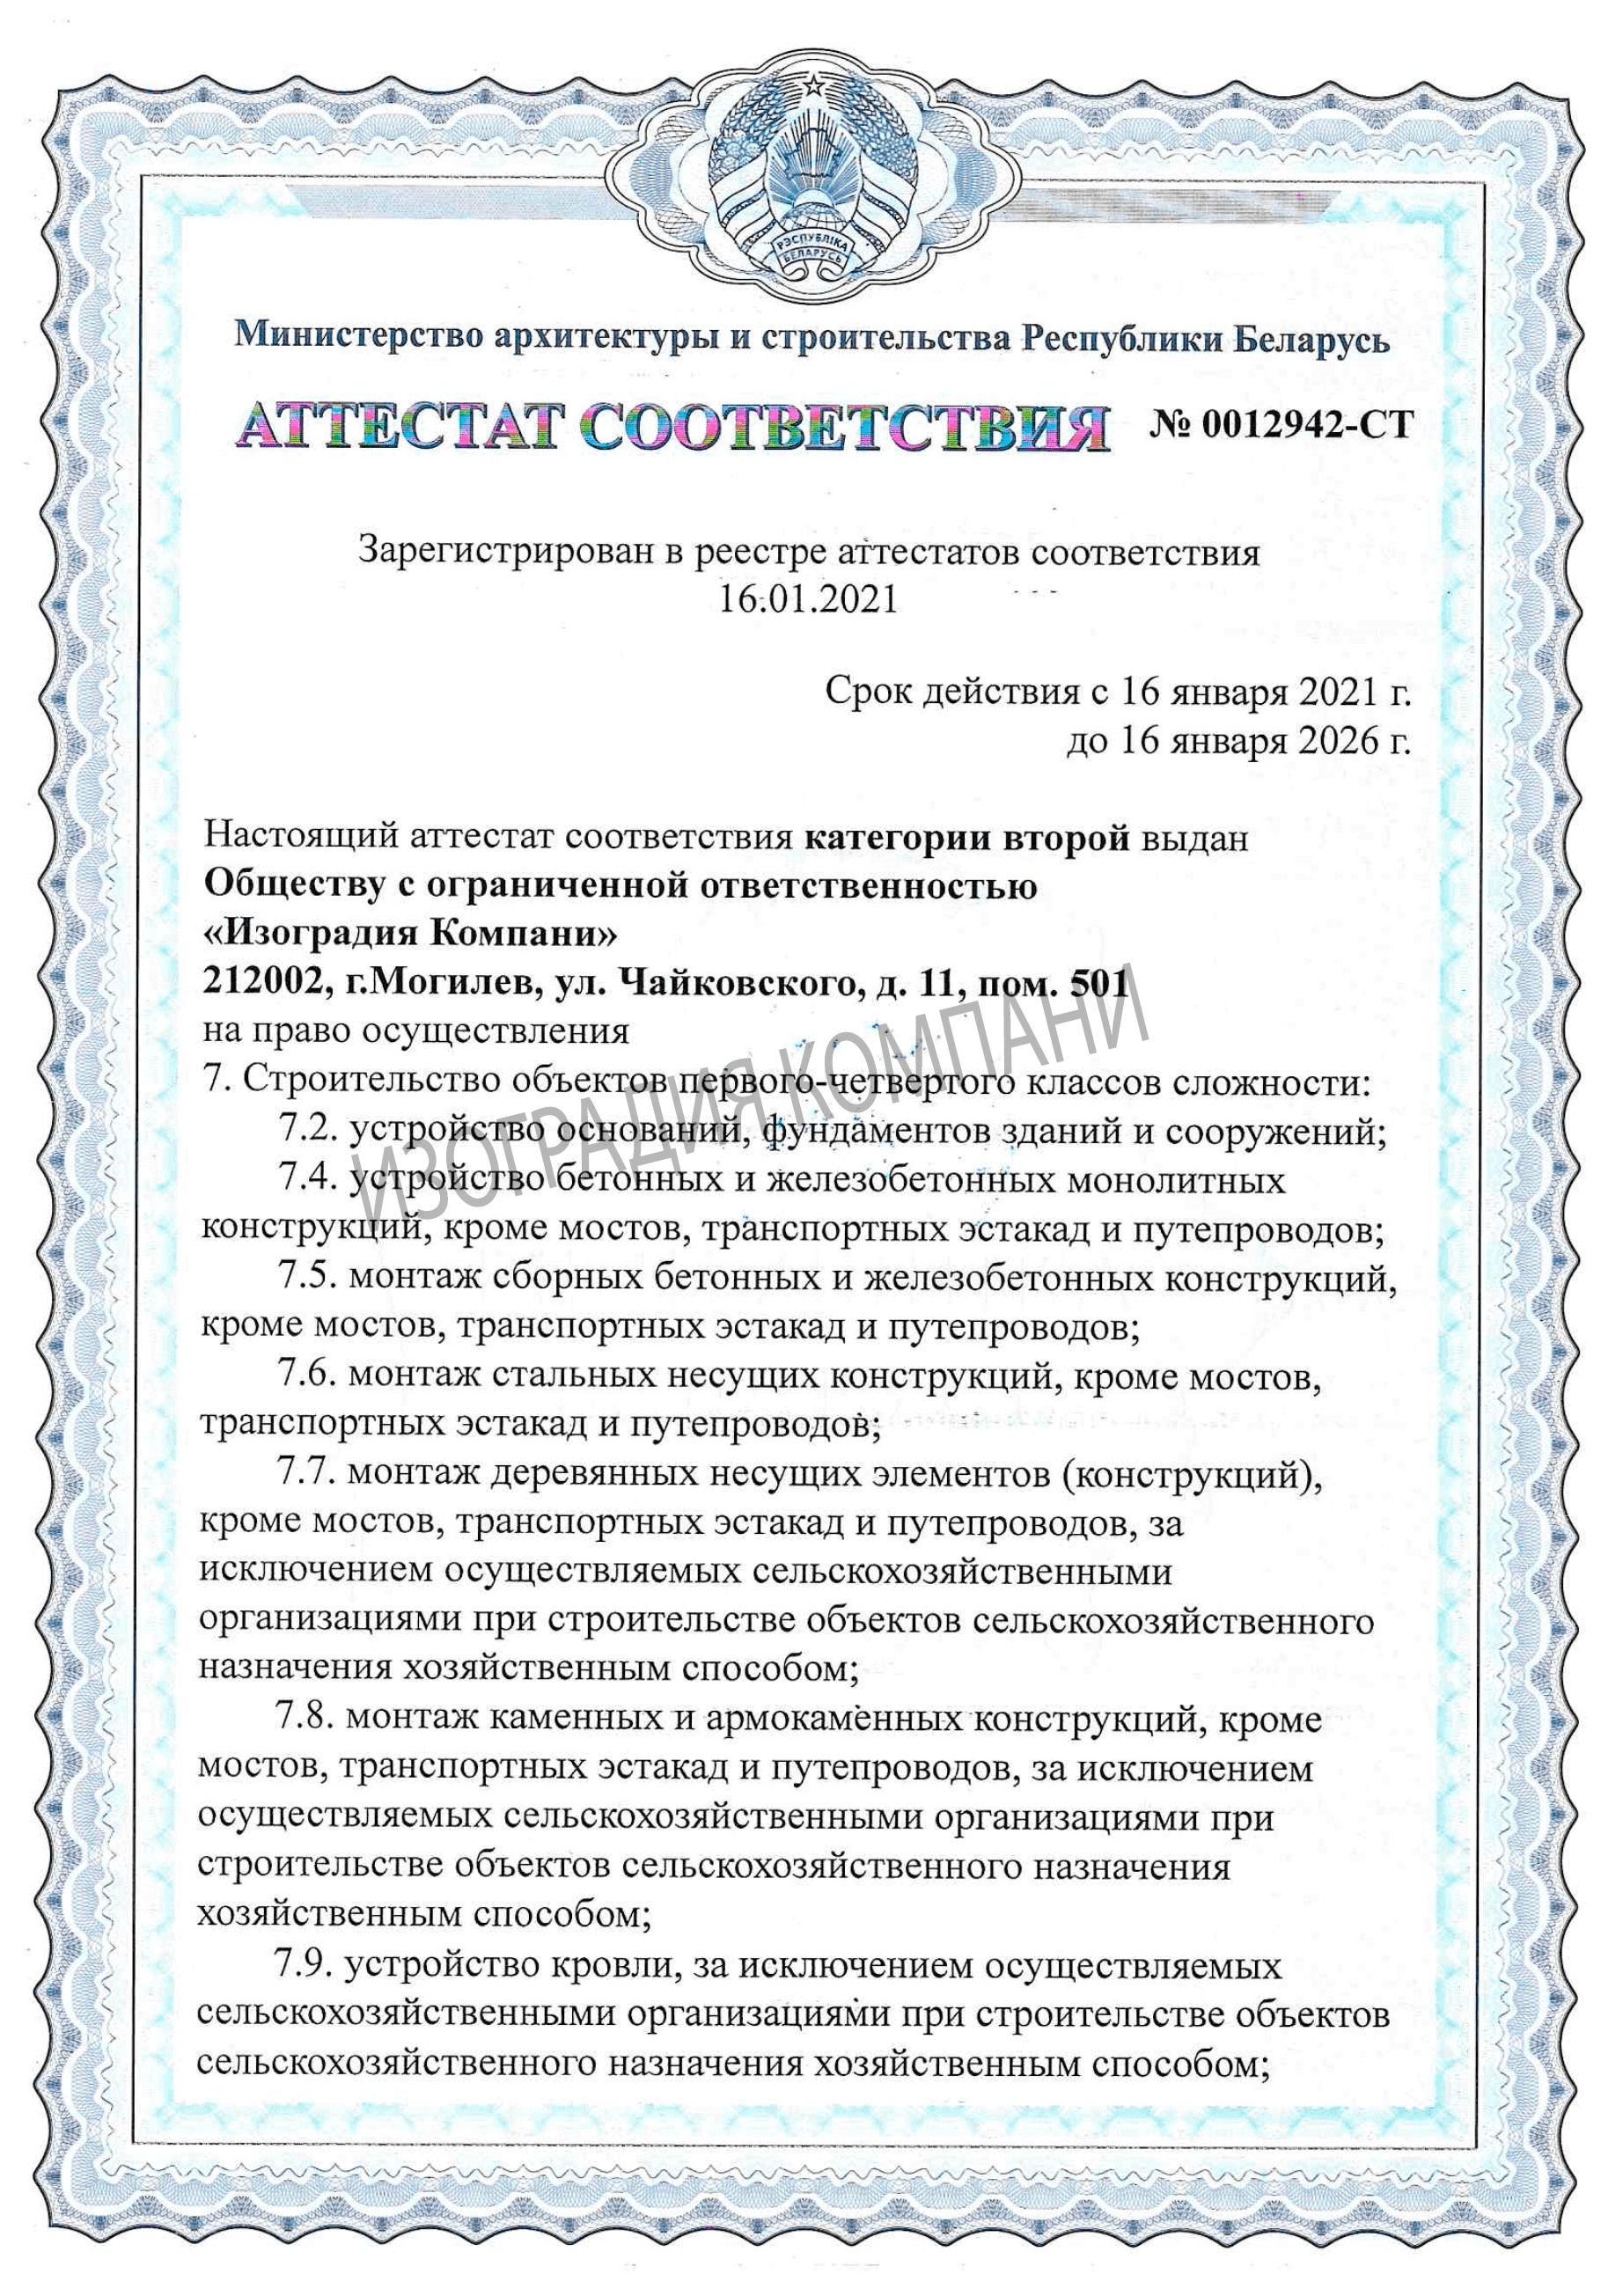 РЭСПУБЛІКА
БЕЛАРУСЬ
Министерство архитектуры и строительства Республики Беларусь
АТТЕСТАТ СООТВЕТСТВИЯ № 0012942-СТ
Зарегистрирован в реестре аттестатов соответствия
16.01.2021
Срок действия с 16 января 2021 г.
до 16 января 2026 г.
Настоящий аттестат соответствия категории второй выдан
Обществу с ограниченной ответственностью
«Изоградия Компани»
212002, г.Могилев, ул. Чайковского, д. 11, пом. 501
на право осуществления
7. Строительство объектов первого-четвертого классов сложности:
7.2. устройство оснований, фундаментов зданий и сооружений;
7.4. устройство бетонных и железобетонных монолитных
конструкций, кроме мостов, транспортных эстакад и путепроводов;
7.5. монтаж сборных бетонных и железобетонных конструкций,
кроме мостов, транспортных эстакад и путепроводов;
7.6. монтаж стальных несущих конструкций, кроме мостов,
транспортных эстакад и путепроводов;
7.7. монтаж деревянных несущих элементов (конструкций),
кроме мостов, транспортных эстакад и путепроводов, за
исключением осуществляемых сельскохозяйственными
организациями при строительстве объектов сельскохозяйственного
назначения хозяйственным способом;
7.8. монтаж каменных и армокаменных конструкций, кроме
мостов, транспортных эстакад и путепроводов, за исключением
осуществляемых сельскохозяйственными организациями при
строительстве объектов сельскохозяйственного назначения
хозяйственным способом;
7.9. устройство кровли, за исключением осуществляемых
сельскохозяйственными организациями при строительстве объектов
сельскохозяйственного назначения хозяйственным способом;
ИЗОГРАДИЯ КОМПАНИ